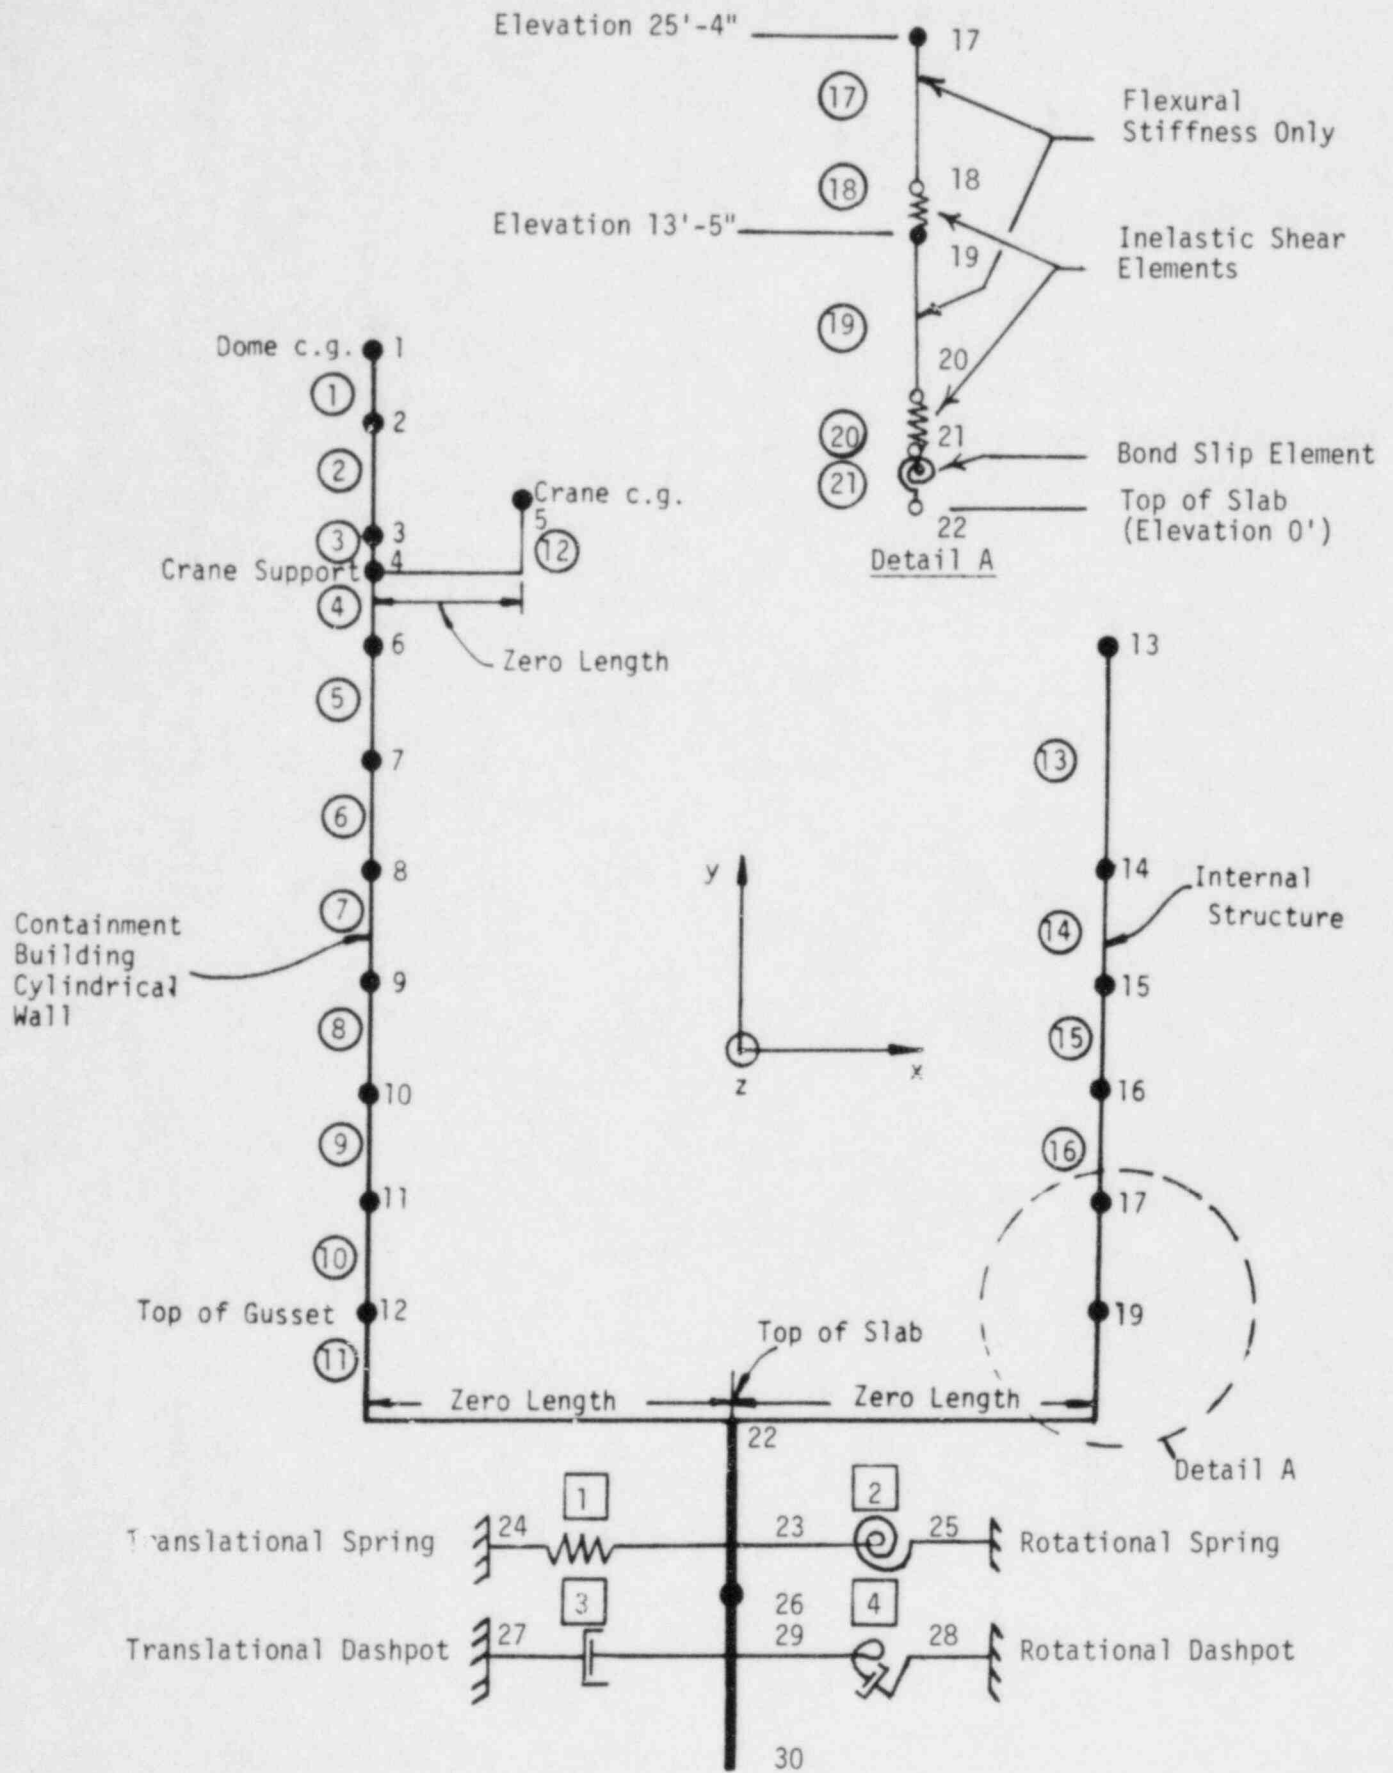 Elevation 25'-4"
17
17
Flexural
Stiffness Only
18
18
Elevation 13'-5"
19
Inelastic Shear
Elements
19
20
20
21
Bond Slip Element
21
Top of Slab
(Elevation 0')
22
Detail A
Dome c.g.
1
1
2
2
Crane c.g.
5
12
3
3
Crane Support
4
4
Zero Length
6
5
7
6
8
7
Containment
Building
Cylindrical
Wall
9
8
10
9
11
10
Top of Gusset
12
11
y
x
z
13
13
14
Internal
Structure
14
15
15
16
16
17
19
Top of Slab
Zero Length
Zero Length
22
Detail A
1
2
Translational Spring
24
23
25
Rotational Spring
3
26
4
Translational Dashpot
27
29
28
Rotational Dashpot
30